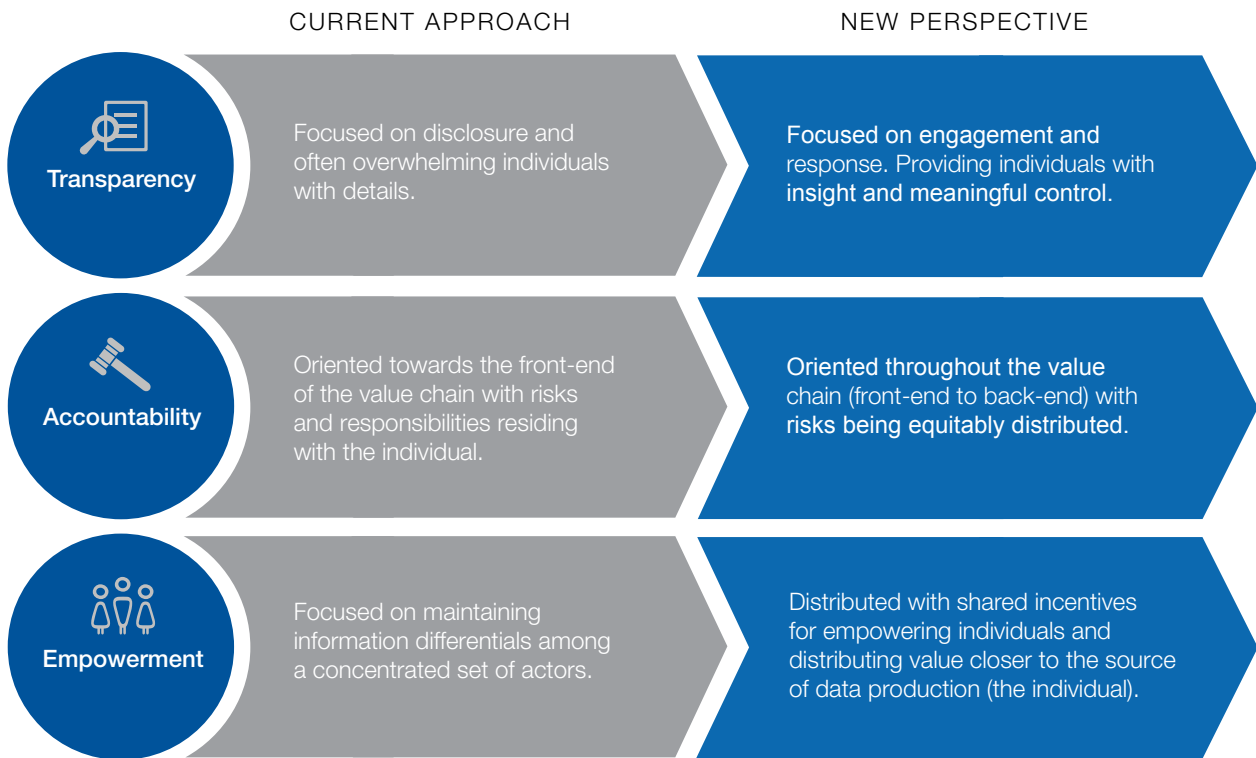 CURRENT APPROACH
NEW PERSPECTIVE
Transparency
Focused on disclosure and
often overwhelming individuals
with details.
Focused on engagement and
response. Providing individuals with
insight and meaningful control.
Accountability
Oriented towards the front-end
of the value chain with risks
and responsibilities residing
with the individual.
Oriented throughout the value
chain (front-end to back-end) with
risks being equitably distributed.
Empowerment
Focused on maintaining
information differentials among
a concentrated set of actors.
Distributed with shared incentives
for empowering individuals and
distributing value closer to the source
of data production (the individual).